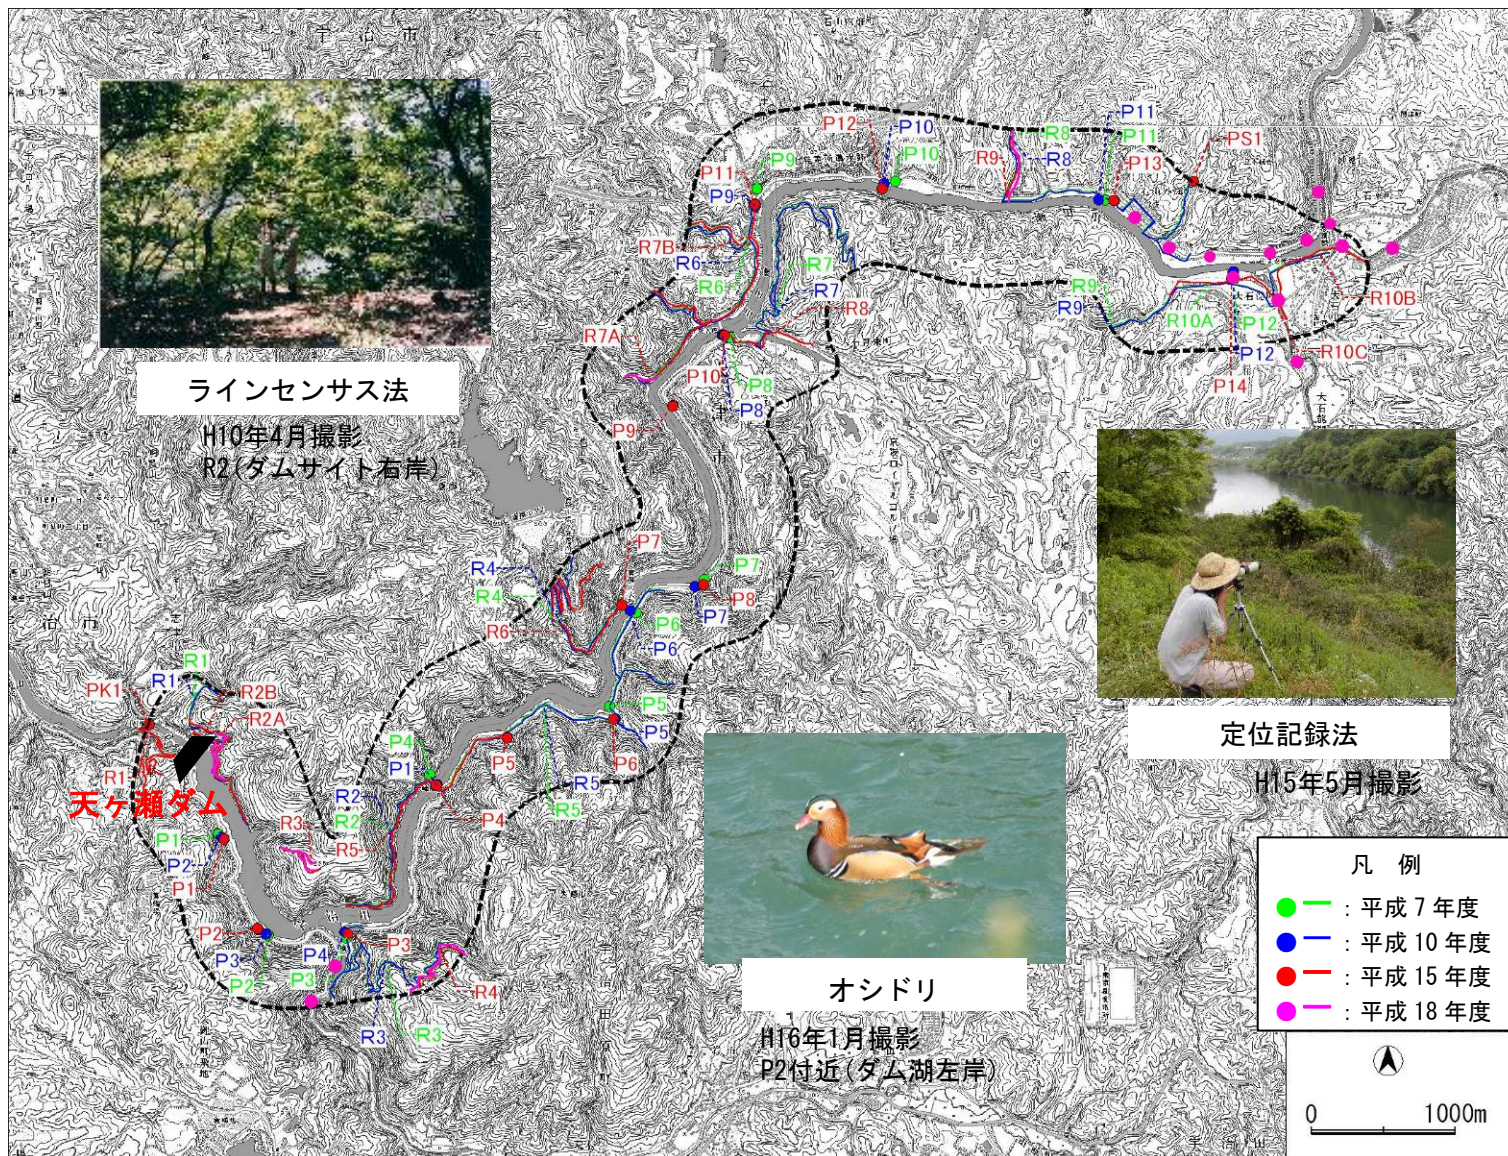 宇治市
P11
P12
P10
R8
P11
PS1
P10
R9
R8
P13
P9
P11
P9
R7B
R6
R6
R7
R7
R9
R9
R10A
R10B
R8
P12
R7A
P12
R10C
P10
P8
P14
P8
P9
ラインセンサス法
H10年4月撮影
R2(ダムサイト右岸)
P7
R4
P7
R4
P8
P6
P7
R6
P6
R1
R1
PK1
R2B
R2A
P5
P5
P4
P1
P5
P6
R1
天ヶ瀬ダム
R2
R5
R5
P4
P1
R3
R2
P2
R5
P1
P2
P3
P4
P3
P2
P3
R4
R3
R3
定位記録法
H15年5月撮影
オシドリ
H16年1月撮影
P2付近(ダム湖左岸)
凡 例
：平成 7 年度
：平成 10 年度
：平成 15 年度
：平成 18 年度
0 1000m